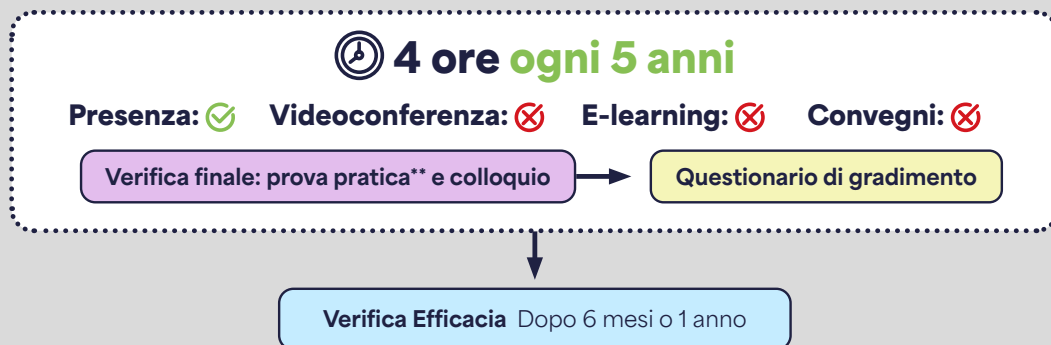 4 ore ogni 5 anni
Presenza: Videoconferenza: E-learning: Convegni:
Verifica finale: prova pratica** e colloquio
Questionario di gradimento
Verifica Efficacia Dopo 6 mesi o 1 anno